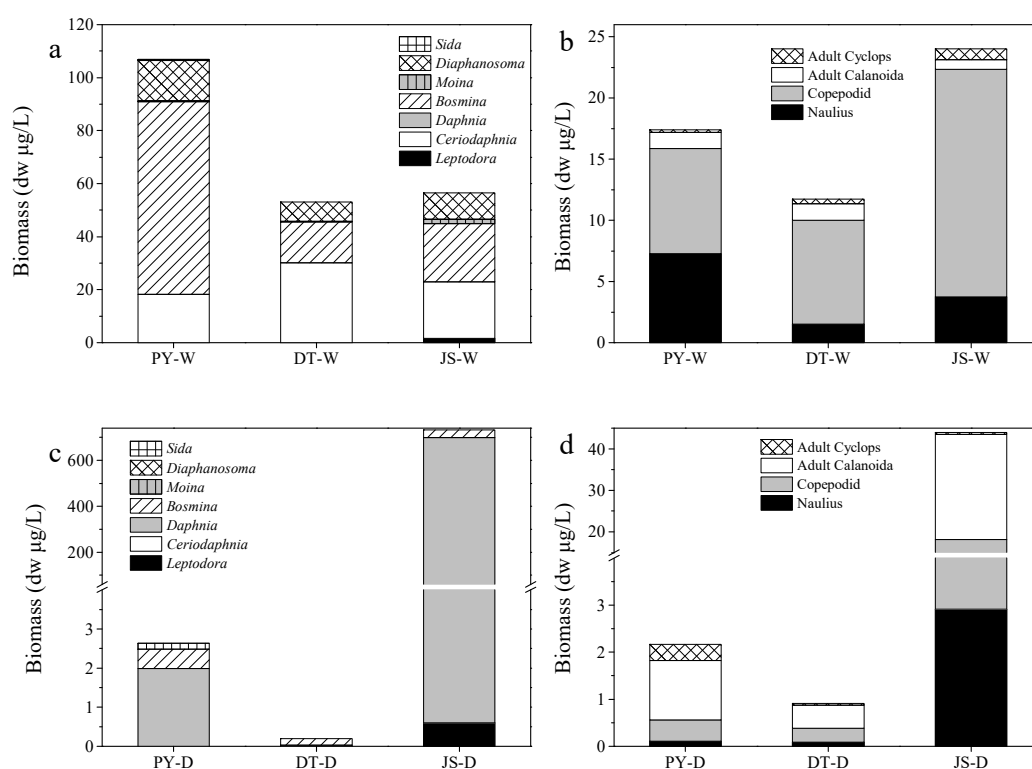 a
120
100
80
60
40
20
0
Biomass (dw μg/L)
Sida
Diaphanosoma
Moina
Bosmina
Daphnia
Ceriodaphnia
Leptodora
PY-W DT-W JS-W
b
25
20
15
10
5
0
Biomass (dw μg/L)
Adult Cyclops
Adult Calanoida
Copepodid
Naulius
PY-W DT-W JS-W
c
600
400
200
3
2
1
0
Biomass (dw μg/L)
Sida
Diaphanosoma
Moina
Bosmina
Daphnia
Ceriodaphnia
Leptodora
PY-D DT-D JS-D
d
40
30
20
3
2
1
0
Biomass (dw μg/L)
Adult Cyclops
Adult Calanoida
Copepodid
Naulius
PY-D DT-D JS-D